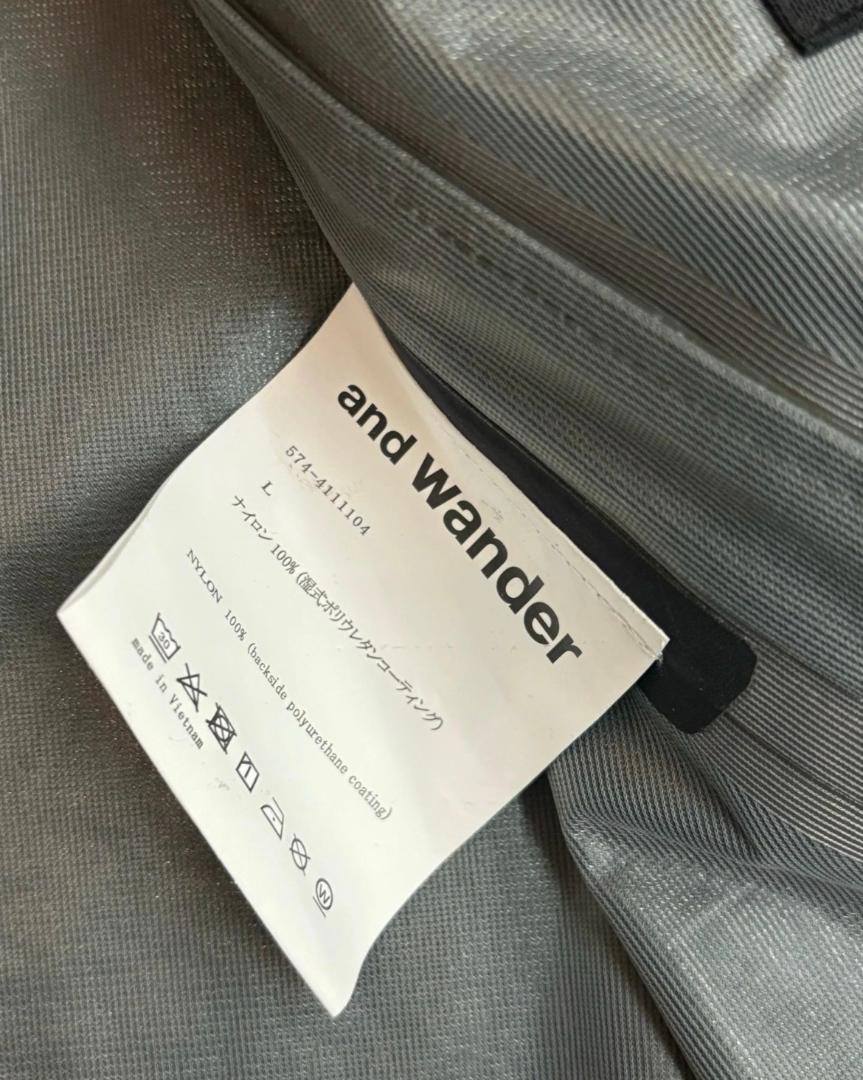 and wander
574-4111104
L
ナイロン 100% (湿式ポリウレタンコーティング)
NYLON 100% (backside polyurethane coating)
30
W
made in Vietnam